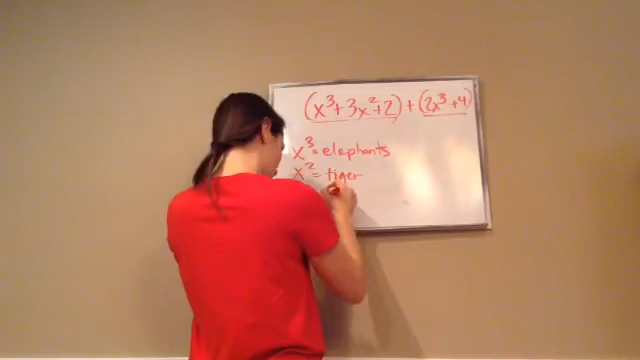 (x³+3x²+2) + (2x³+4)
x³ = elephants
x² = tiger